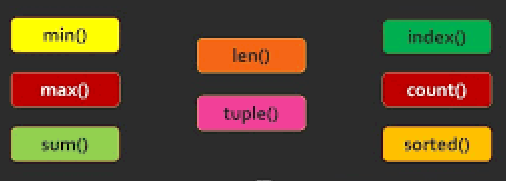 min()
max()
sum()
len()
tuple()
index()
count()
sorted()